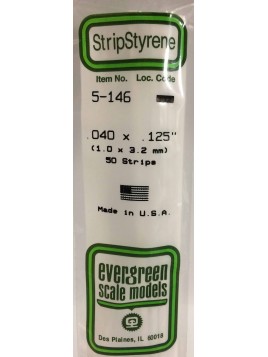 StripStyrene
Item No. Loc. Code
5-146
.040 x .125"
(1.0 x 3.2 mm)
50 Strips
Made in U.S.A.
evergreen
scale models
Des Plaines, IL 60018